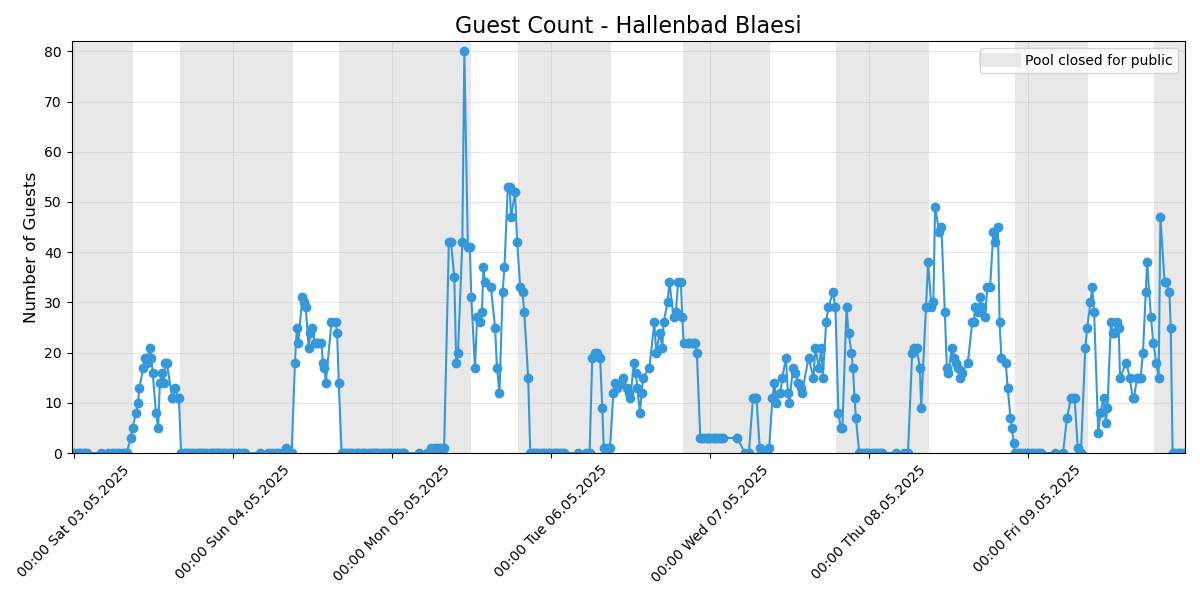 Guest Count - Hallenbad Blaesi
Pool closed for public
Number of Guests
80
70
60
50
40
30
20
10
0
00:00 Sat 03.05.2025
00:00 Sun 04.05.2025
00:00 Mon 05.05.2025
00:00 Tue 06.05.2025
00:00 Wed 07.05.2025
00:00 Thu 08.05.2025
00:00 Fri 09.05.2025